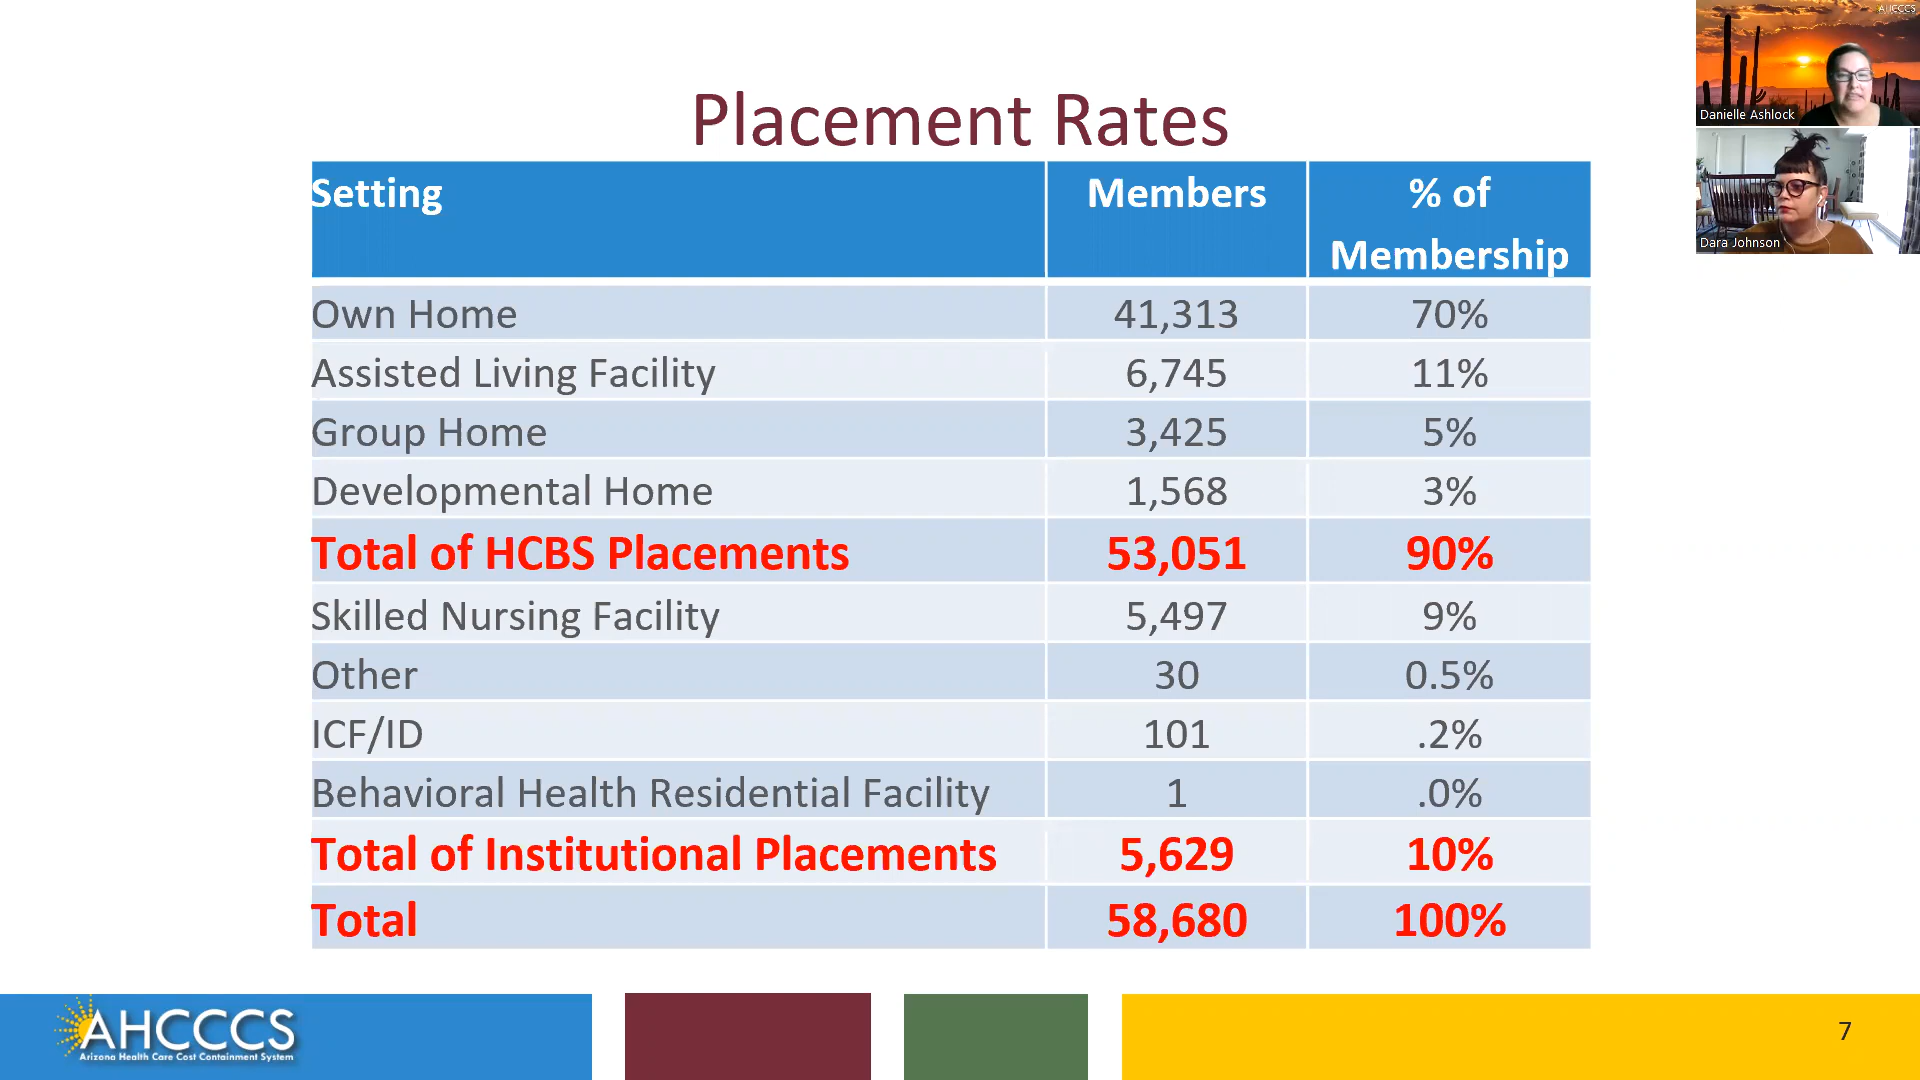 Placement Rates
Setting Members % of
Membership
Own Home 41,313 70%
Assisted Living Facility 6,745 11%
Group Home 3,425 5%
Developmental Home 1,568 3%
Total of HCBS Placements 53,051 90%
Skilled Nursing Facility 5,497 9%
Other 30 0.5%
ICF/ID 101 .2%
Behavioral Health Residential Facility 1 .0%
Total of Institutional Placements 5,629 10%
Total 58,680 100%
AHCCCS
Arizona Health Care Cost Containment System
7
AHCCCS
Danielle Ashlock
Dara Johnson